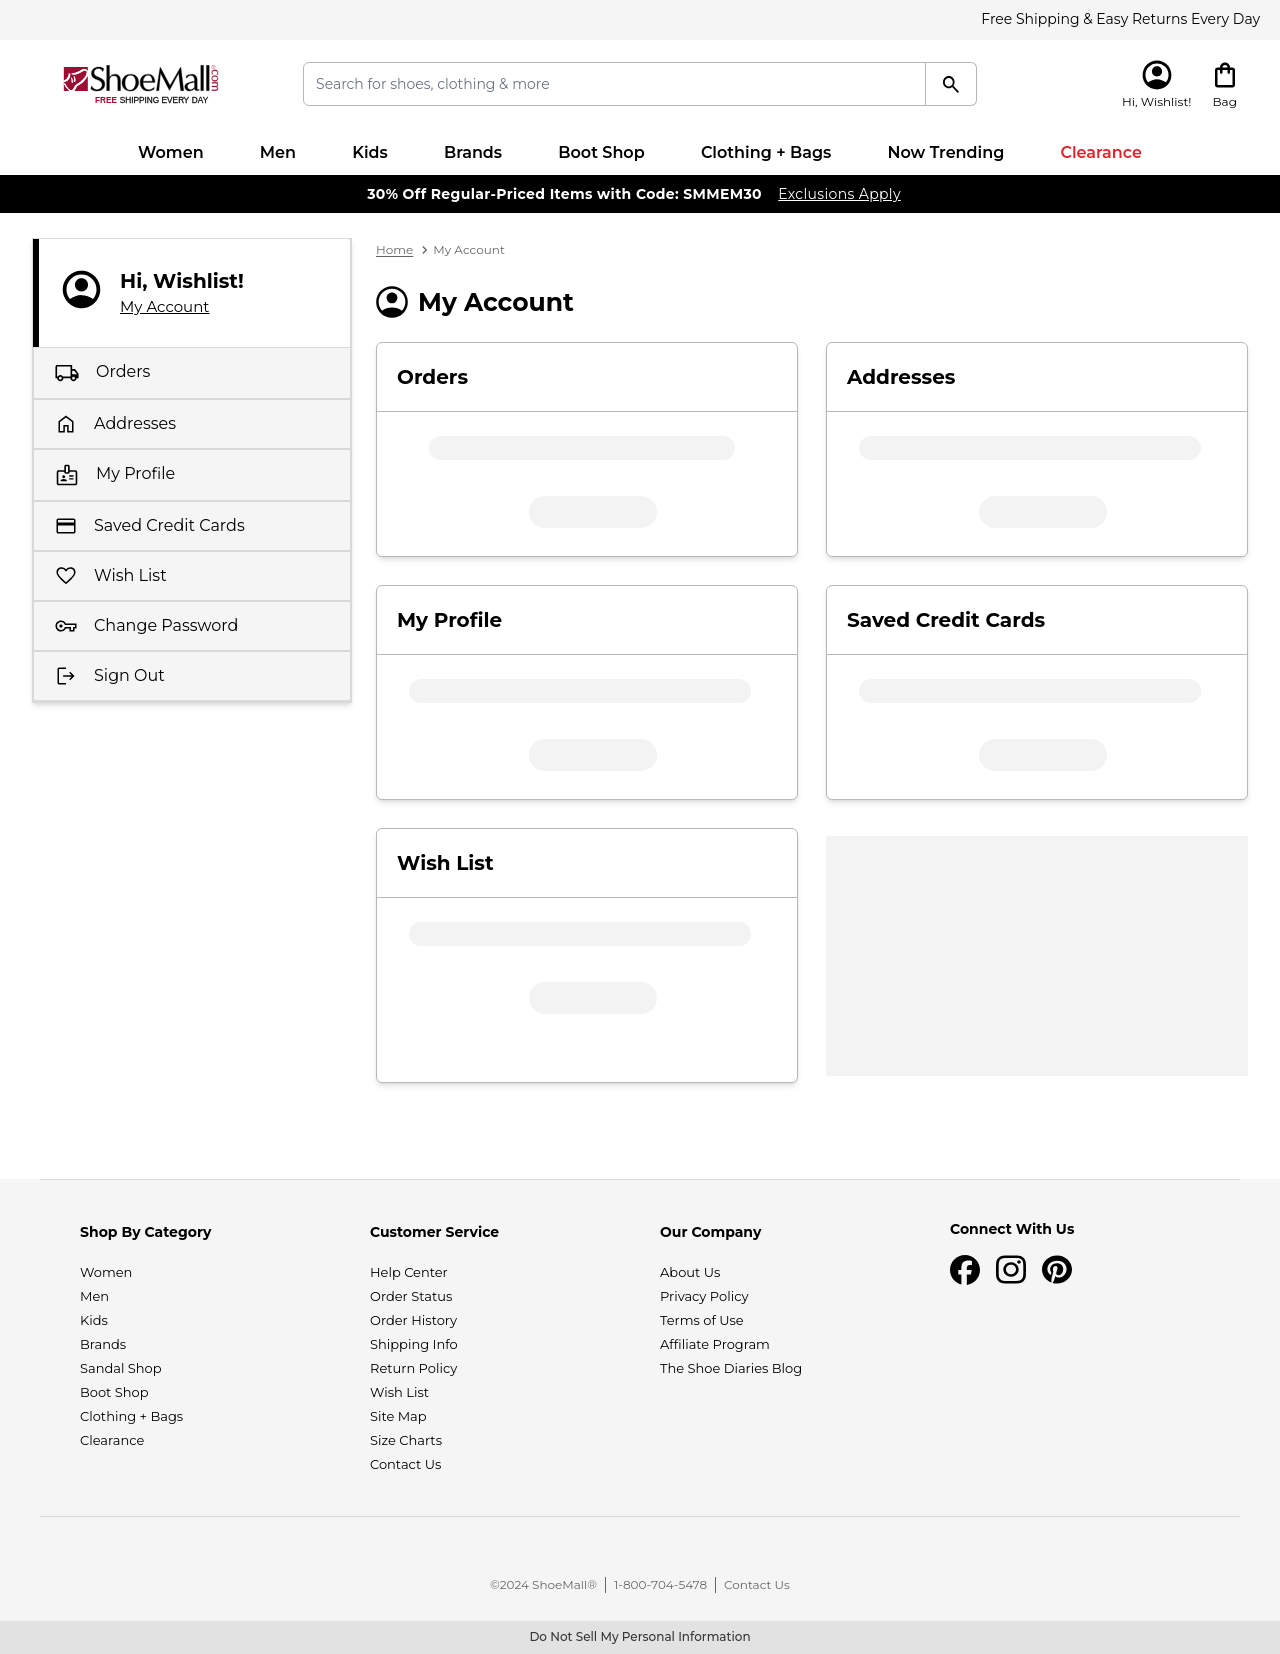 Free Shipping & Easy Returns Every Day
ShoeMall.com
FREE SHIPPING EVERY DAY
Search for shoes, clothing & more
Hi, Wishlist!
Bag
Women
Men
Kids
Brands
Boot Shop
Clothing + Bags
Now Trending
Clearance
30% Off Regular-Priced Items with Code: SMMEM30 Exclusions Apply
Hi, Wishlist!
My Account
Orders
Addresses
My Profile
Saved Credit Cards
Wish List
Change Password
Sign Out
Home > My Account
My Account
Orders
Addresses
My Profile
Saved Credit Cards
Wish List
Shop By Category
Women
Men
Kids
Brands
Sandal Shop
Boot Shop
Clothing + Bags
Clearance
Customer Service
Help Center
Order Status
Order History
Shipping Info
Return Policy
Wish List
Site Map
Size Charts
Contact Us
Our Company
About Us
Privacy Policy
Terms of Use
Affiliate Program
The Shoe Diaries Blog
Connect With Us
©2024 ShoeMall® | 1-800-704-5478 | Contact Us
Do Not Sell My Personal Information